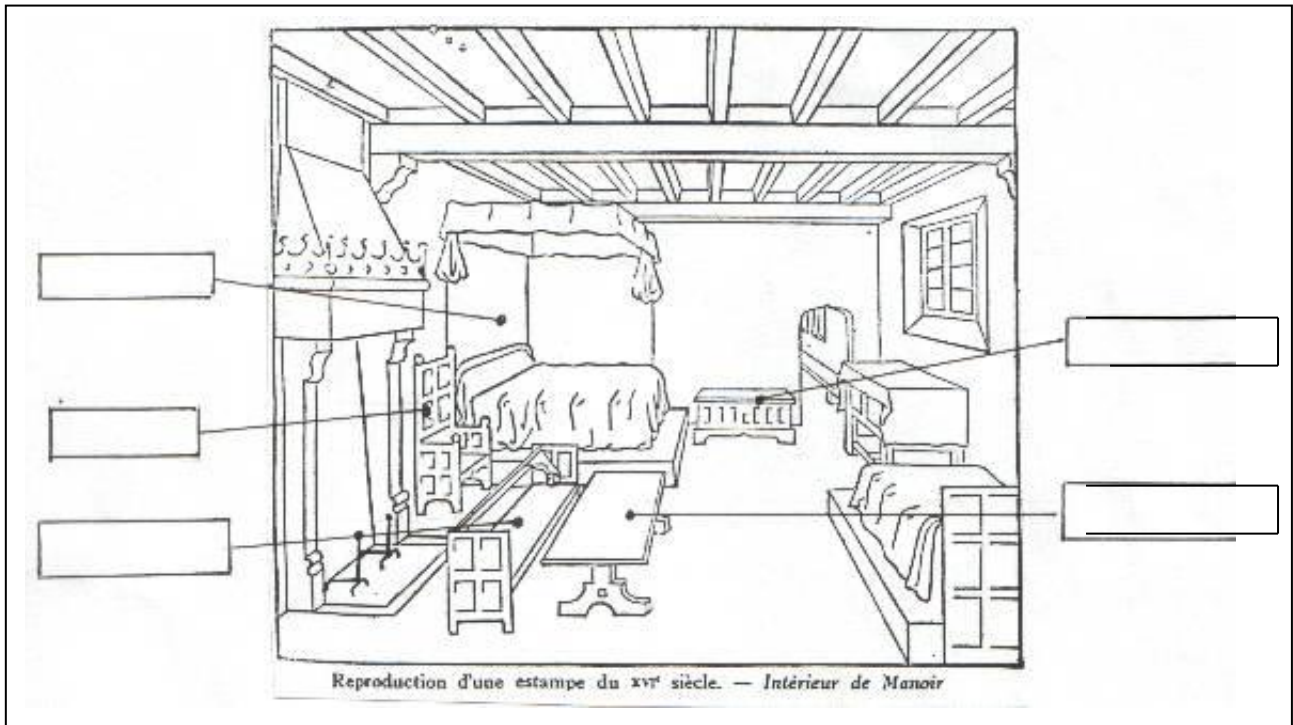 Reproduction d'une estampe du XVIᵉ siècle. — Intérieur de Manoir